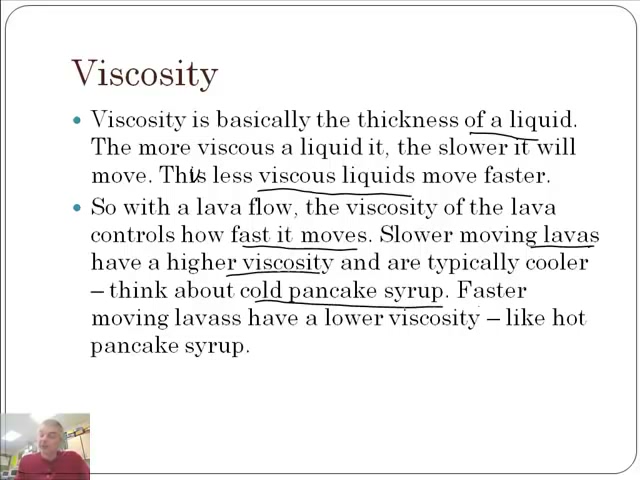 Viscosity
• Viscosity is basically the thickness of a liquid.
The more viscous a liquid it, the slower it will
move. This less viscous liquids move faster.
• So with a lava flow, the viscosity of the lava
controls how fast it moves. Slower moving lavas
have a higher viscosity and are typically cooler
– think about cold pancake syrup. Faster
moving lavass have a lower viscosity – like hot
pancake syrup.